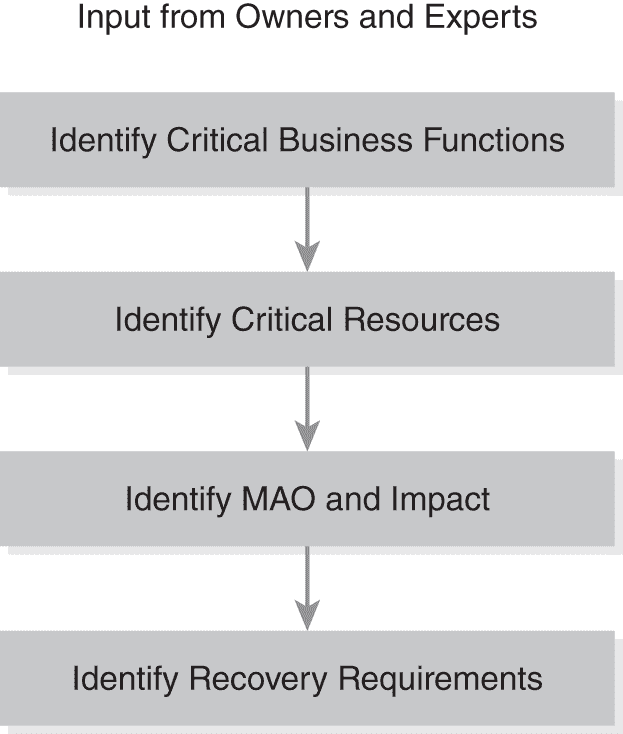 Input from Owners and Experts
Identify Critical Business Functions
Identify Critical Resources
Identify MAO and Impact
Identify Recovery Requirements